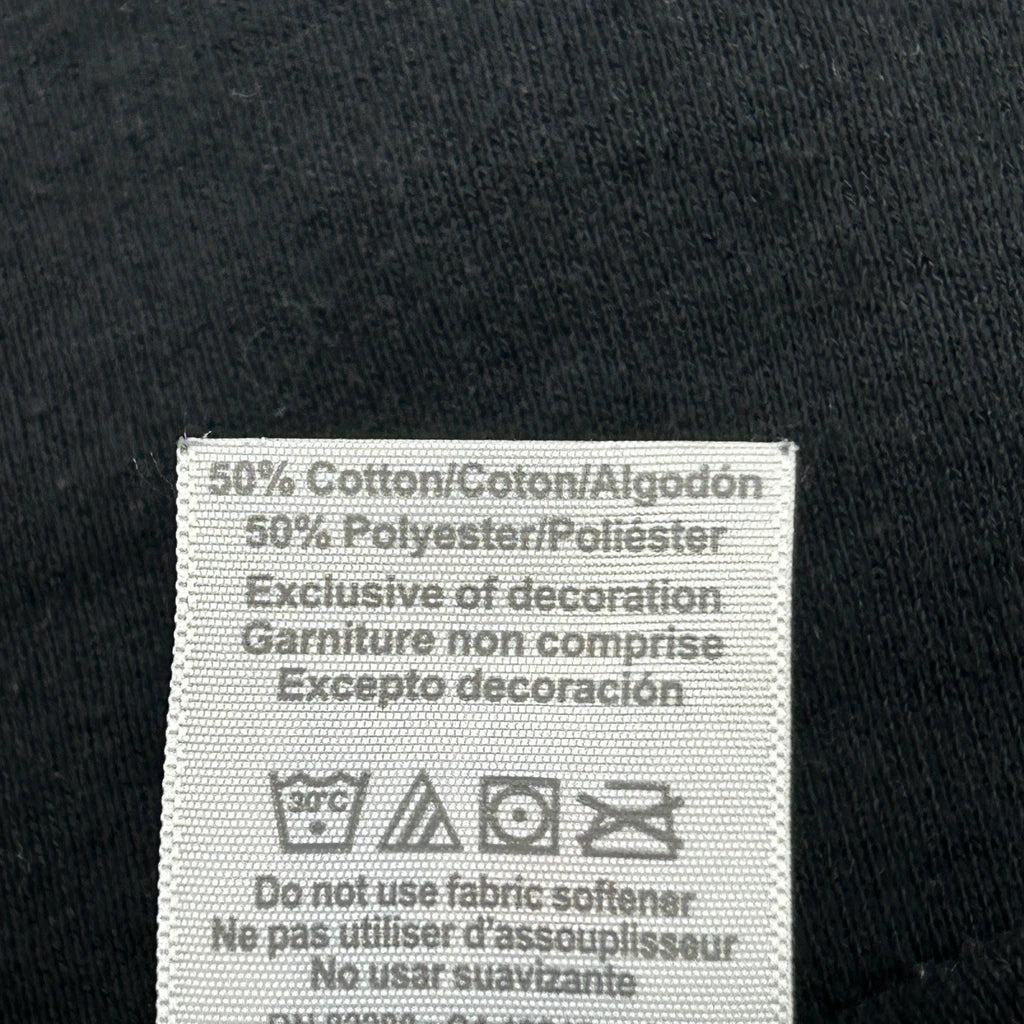 50% Cotton/Coton/Algodón
50% Polyester/Poliéster
Exclusive of decoration
Garniture non comprise
Excepto decoración
30°C
Do not use fabric softener
Ne pas utiliser d'assouplisseur
No usar suavizante